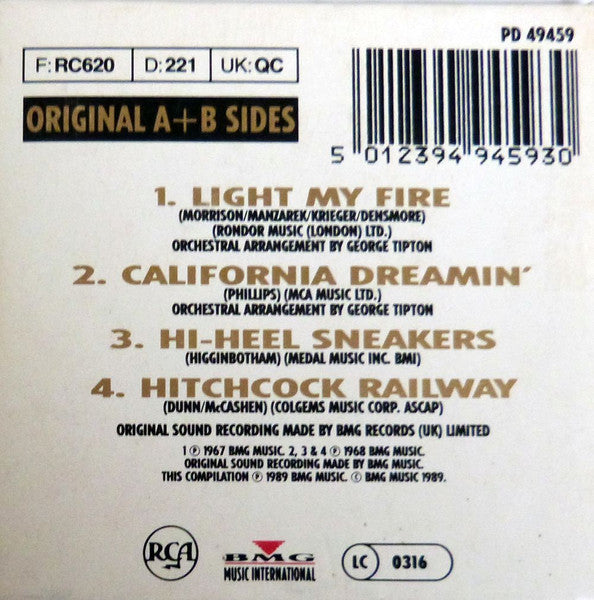 PD 49459
F: RC620 D: 221 UK: QC
ORIGINAL A+B SIDES
5 012394 945930
1. LIGHT MY FIRE
(MORRISON/MANZAREK/KRIEGER/DENSMORE)
(RONDOR MUSIC (LONDON) LTD.)
ORCHESTRAL ARRANGEMENT BY GEORGE TIPTON
2. CALIFORNIA DREAMIN'
(PHILLIPS) (MCA MUSIC LTD.)
ORCHESTRAL ARRANGEMENT BY GEORGE TIPTON
3. HI-HEEL SNEAKERS
(HIGGINBOTHAM) (MEDAL MUSIC INC. BMI)
4. HITCHCOCK RAILWAY
(DUNN/McCASHEN) (COLGEMS MUSIC CORP. ASCAP)
ORIGINAL SOUND RECORDING MADE BY BMG RECORDS (UK) LIMITED
1 ℗ 1967 BMG MUSIC. 2, 3 & 4 ℗ 1968 BMG MUSIC.
ORIGINAL SOUND RECORDING MADE BY BMG MUSIC.
THIS COMPILATION ℗ 1989 BMG MUSIC. © BMG MUSIC 1989.
RCA
BMG
MUSIC INTERNATIONAL
LC 0316